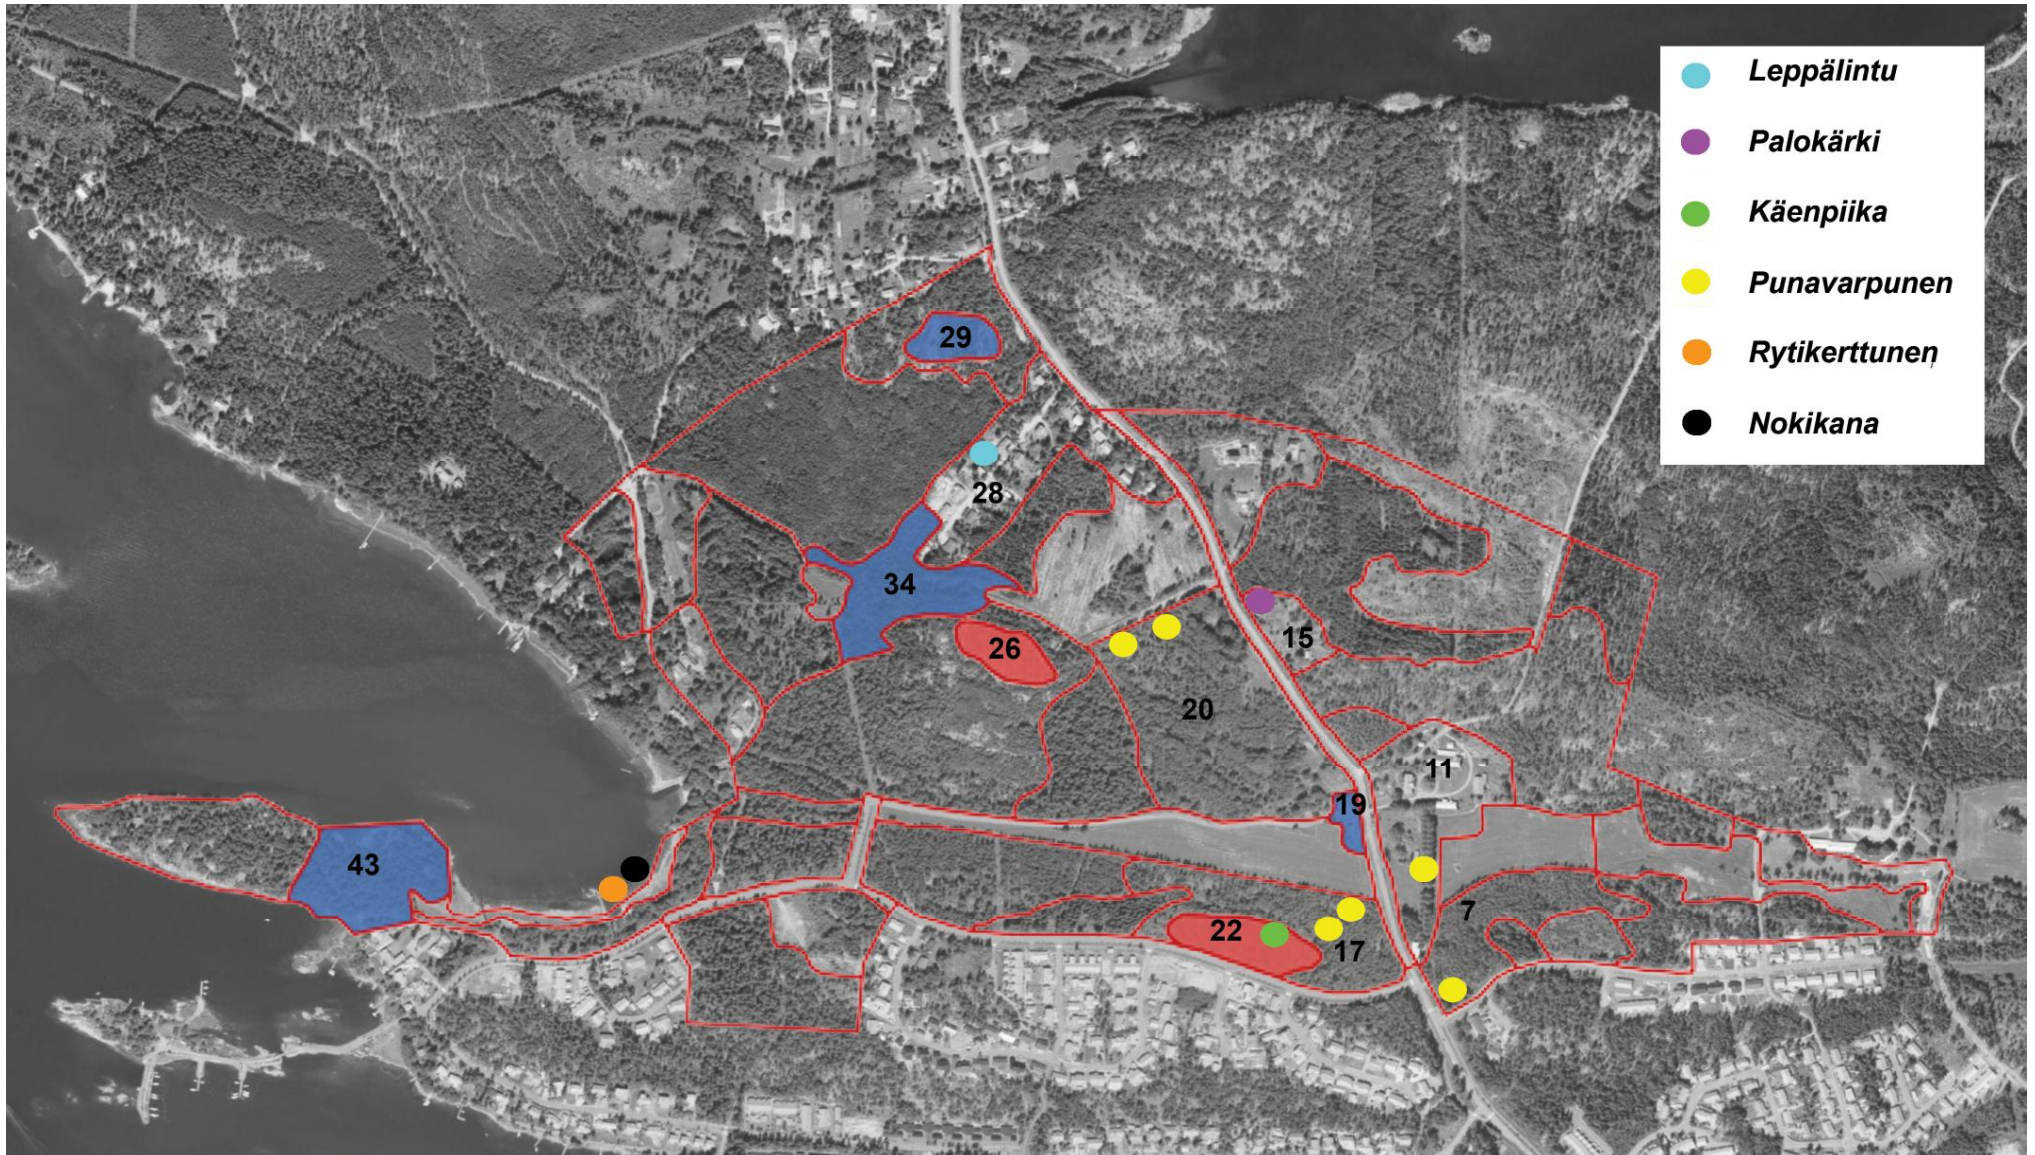 Leppälintu
Palokärki
Käenpiika
Punavarpunen
Rytikerttunen
Nokikana
29
28
34
26
15
20
11
19
43
7
22
17